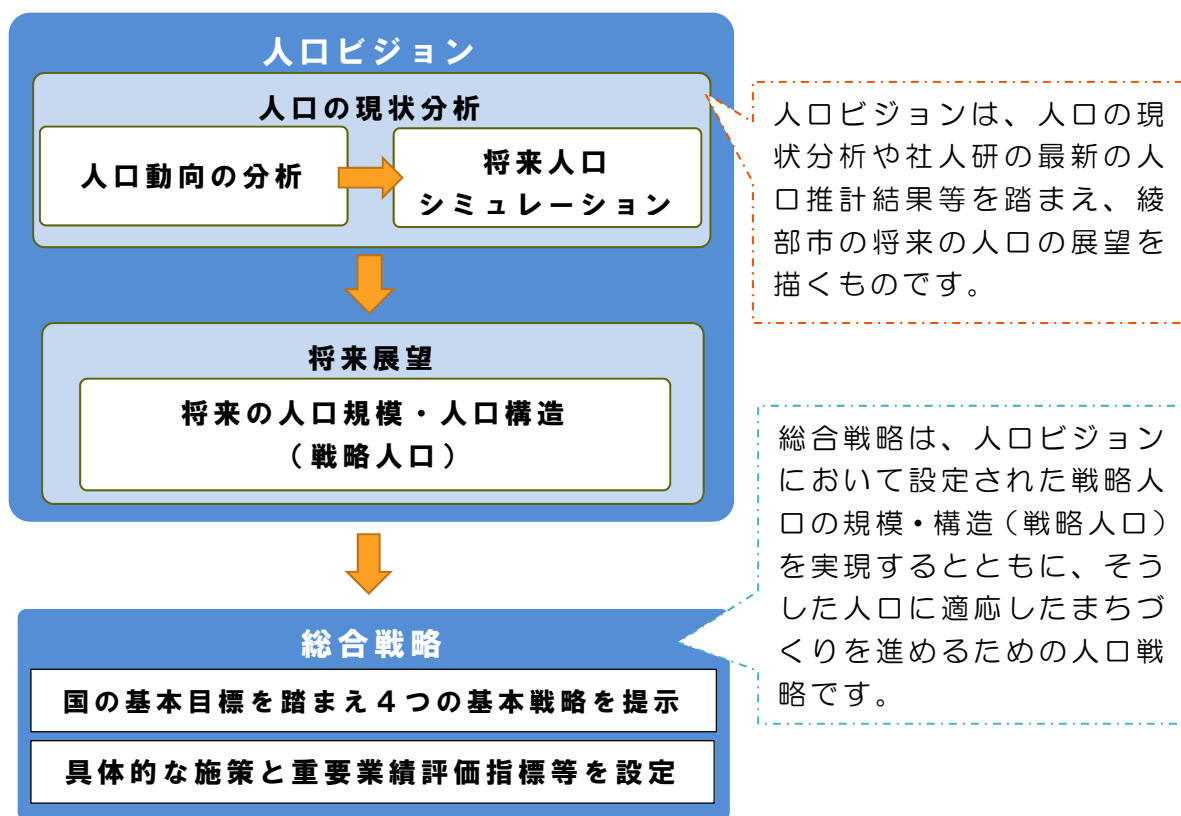 人口ビジョン
人口の現状分析
人口動向の分析
将来人口
シミュレーション
人口ビジョンは、人口の現
状分析や社人研の最新の人
口推計結果等を踏まえ、綾
部市の将来の人口の展望を
描くものです。
将来展望
将来の人口規模・人口構造
（戦略人口）
総合戦略は、人口ビジョン
において設定された戦略人
口の規模・構造（戦略人口）
を実現するとともに、そう
した人口に適応したまちづ
くりを進めるための人口戦
略です。
総合戦略
国の基本目標を踏まえ４つの基本戦略を提示
具体的な施策と重要業績評価指標等を設定